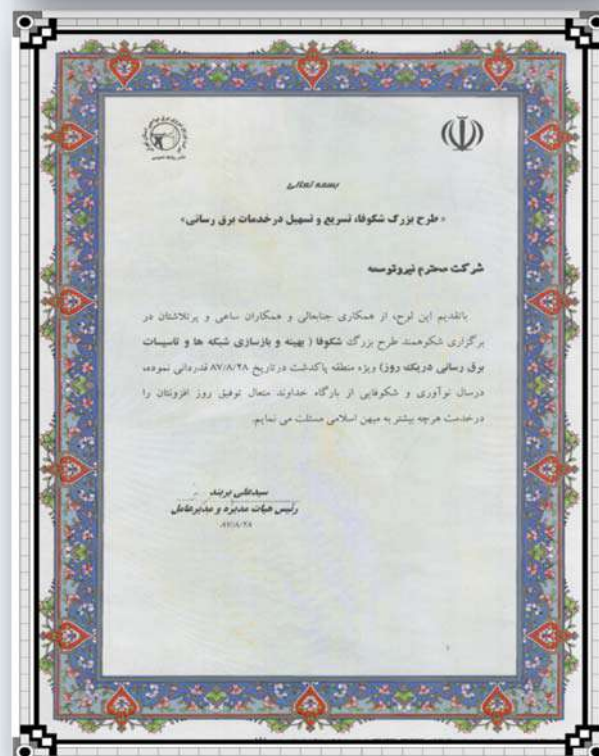 بسمه تعالی
« طرح بزرگ شکوفا، تسریع و تسهیل در خدمات برق رسانی»
شرکت محترم نیروتوسعه
باتقدیم این لوح، از همکاری جنابعالی و همکاران ساعی و پرتلاشتان در
برگزاری شکوهمند طرح بزرگ شکوفا ( بهینه و بازسازی شبکه ها و تاسیسات
برق رسانی دریک روز) ویژه منطقه پاکدشت در تاریخ ۸۷/۸/۲۸ قدردانی نموده،
درسال نوآوری و شکوفایی از بارگاه خداوند متعال توفیق روز افزونتان را
درخدمت هرچه بیشتر به میهن اسلامی مسئلت می نمایم.
سیدعلی بربند
رئیس هیات مدیره و مدیرعامل
۸۷/۸/۲۸